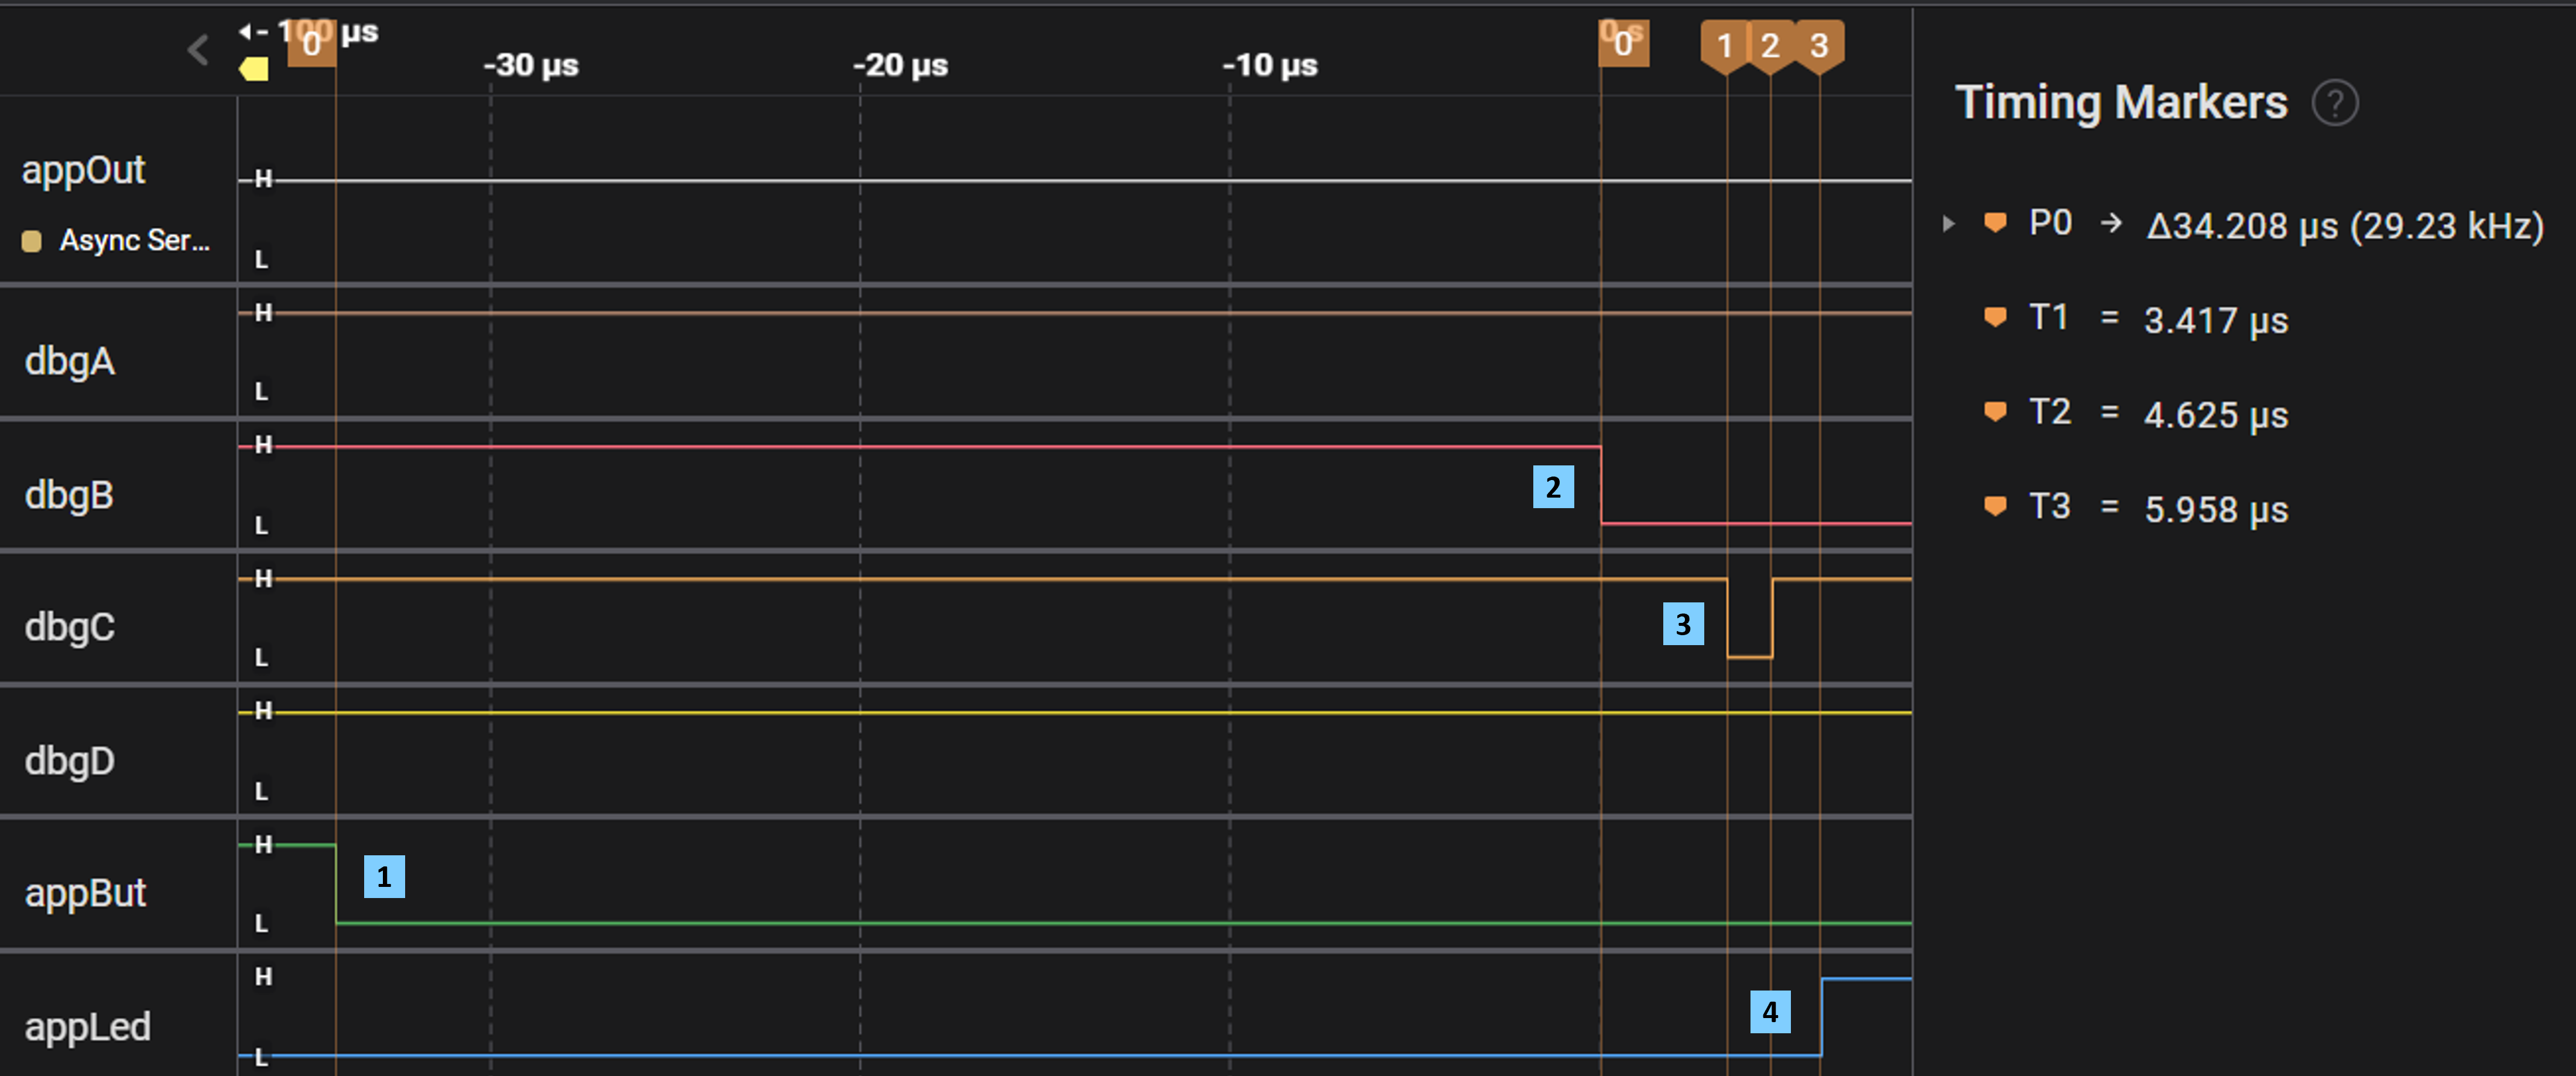 - 100 µs
0
-30 µs
-20 µs
-10 µs
0 s
0
1
2
3
appOut
H
Async Ser...
L
dbgA
H
L
dbgB
H
L
2
dbgC
H
L
3
dbgD
H
L
appBut
H
L
1
appLed
H
L
4
Timing Markers ?
P0 → Δ34.208 µs (29.23 kHz)
T1 = 3.417 µs
T2 = 4.625 µs
T3 = 5.958 µs